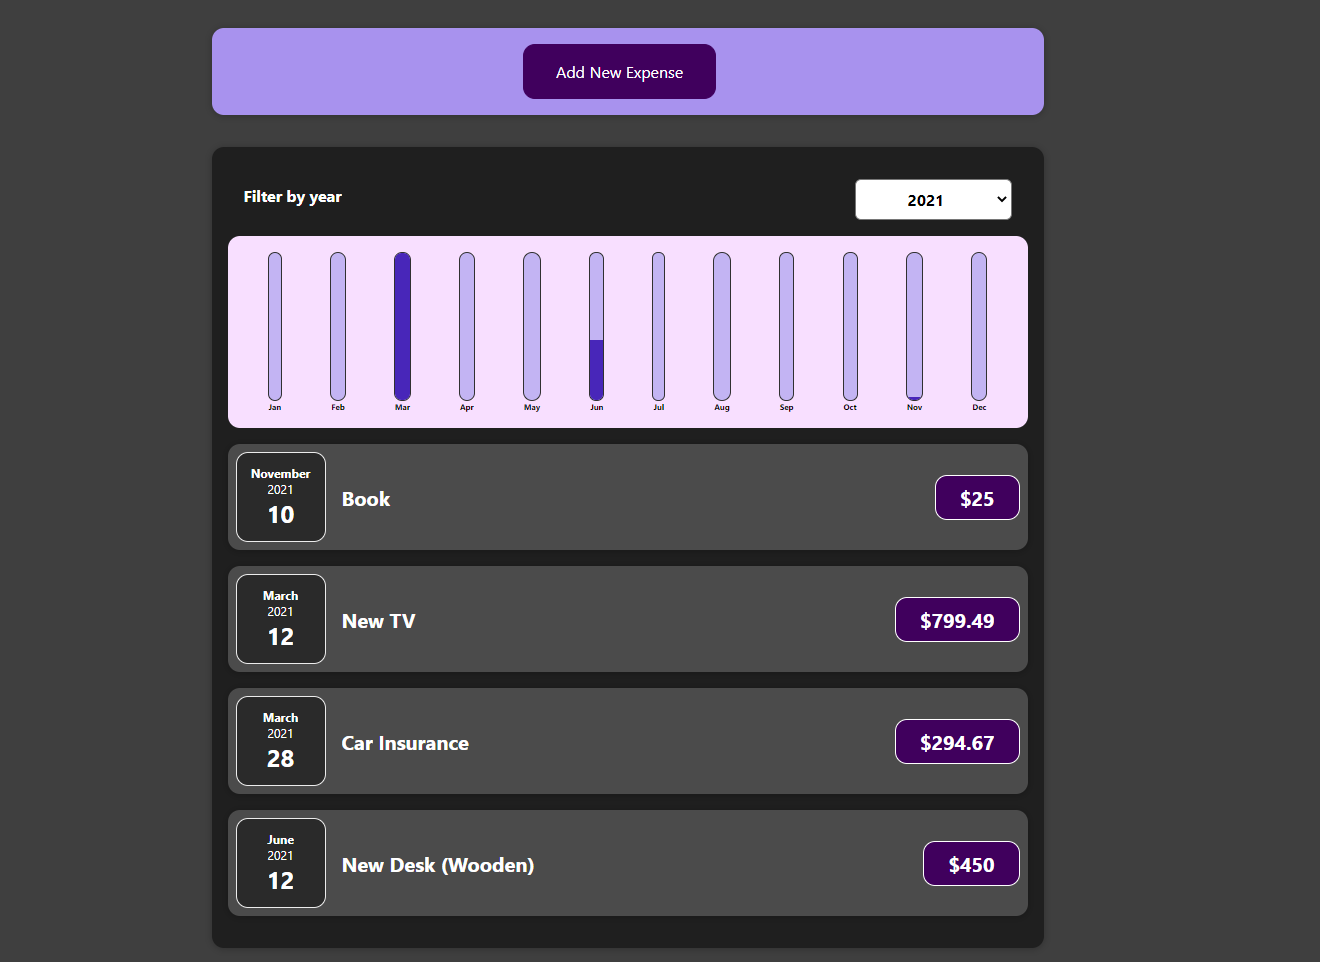 Add New Expense
Filter by year
2021
Jan Feb Mar Apr May Jun Jul Aug Sep Oct Nov Dec
November
2021
10
Book
$25
March
2021
12
New TV
$799.49
March
2021
28
Car Insurance
$294.67
June
2021
12
New Desk (Wooden)
$450